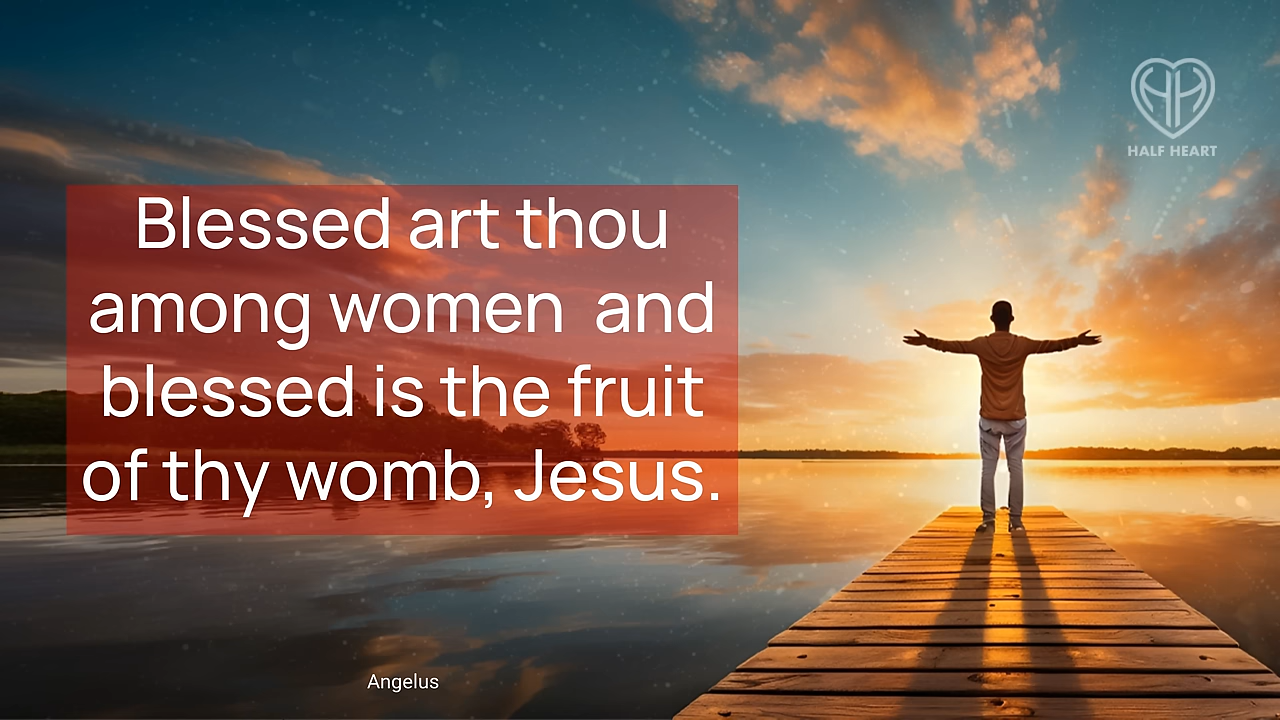 HALF HEART
Blessed art thou
among women  and
blessed is the fruit
of thy womb, Jesus.
Angelus